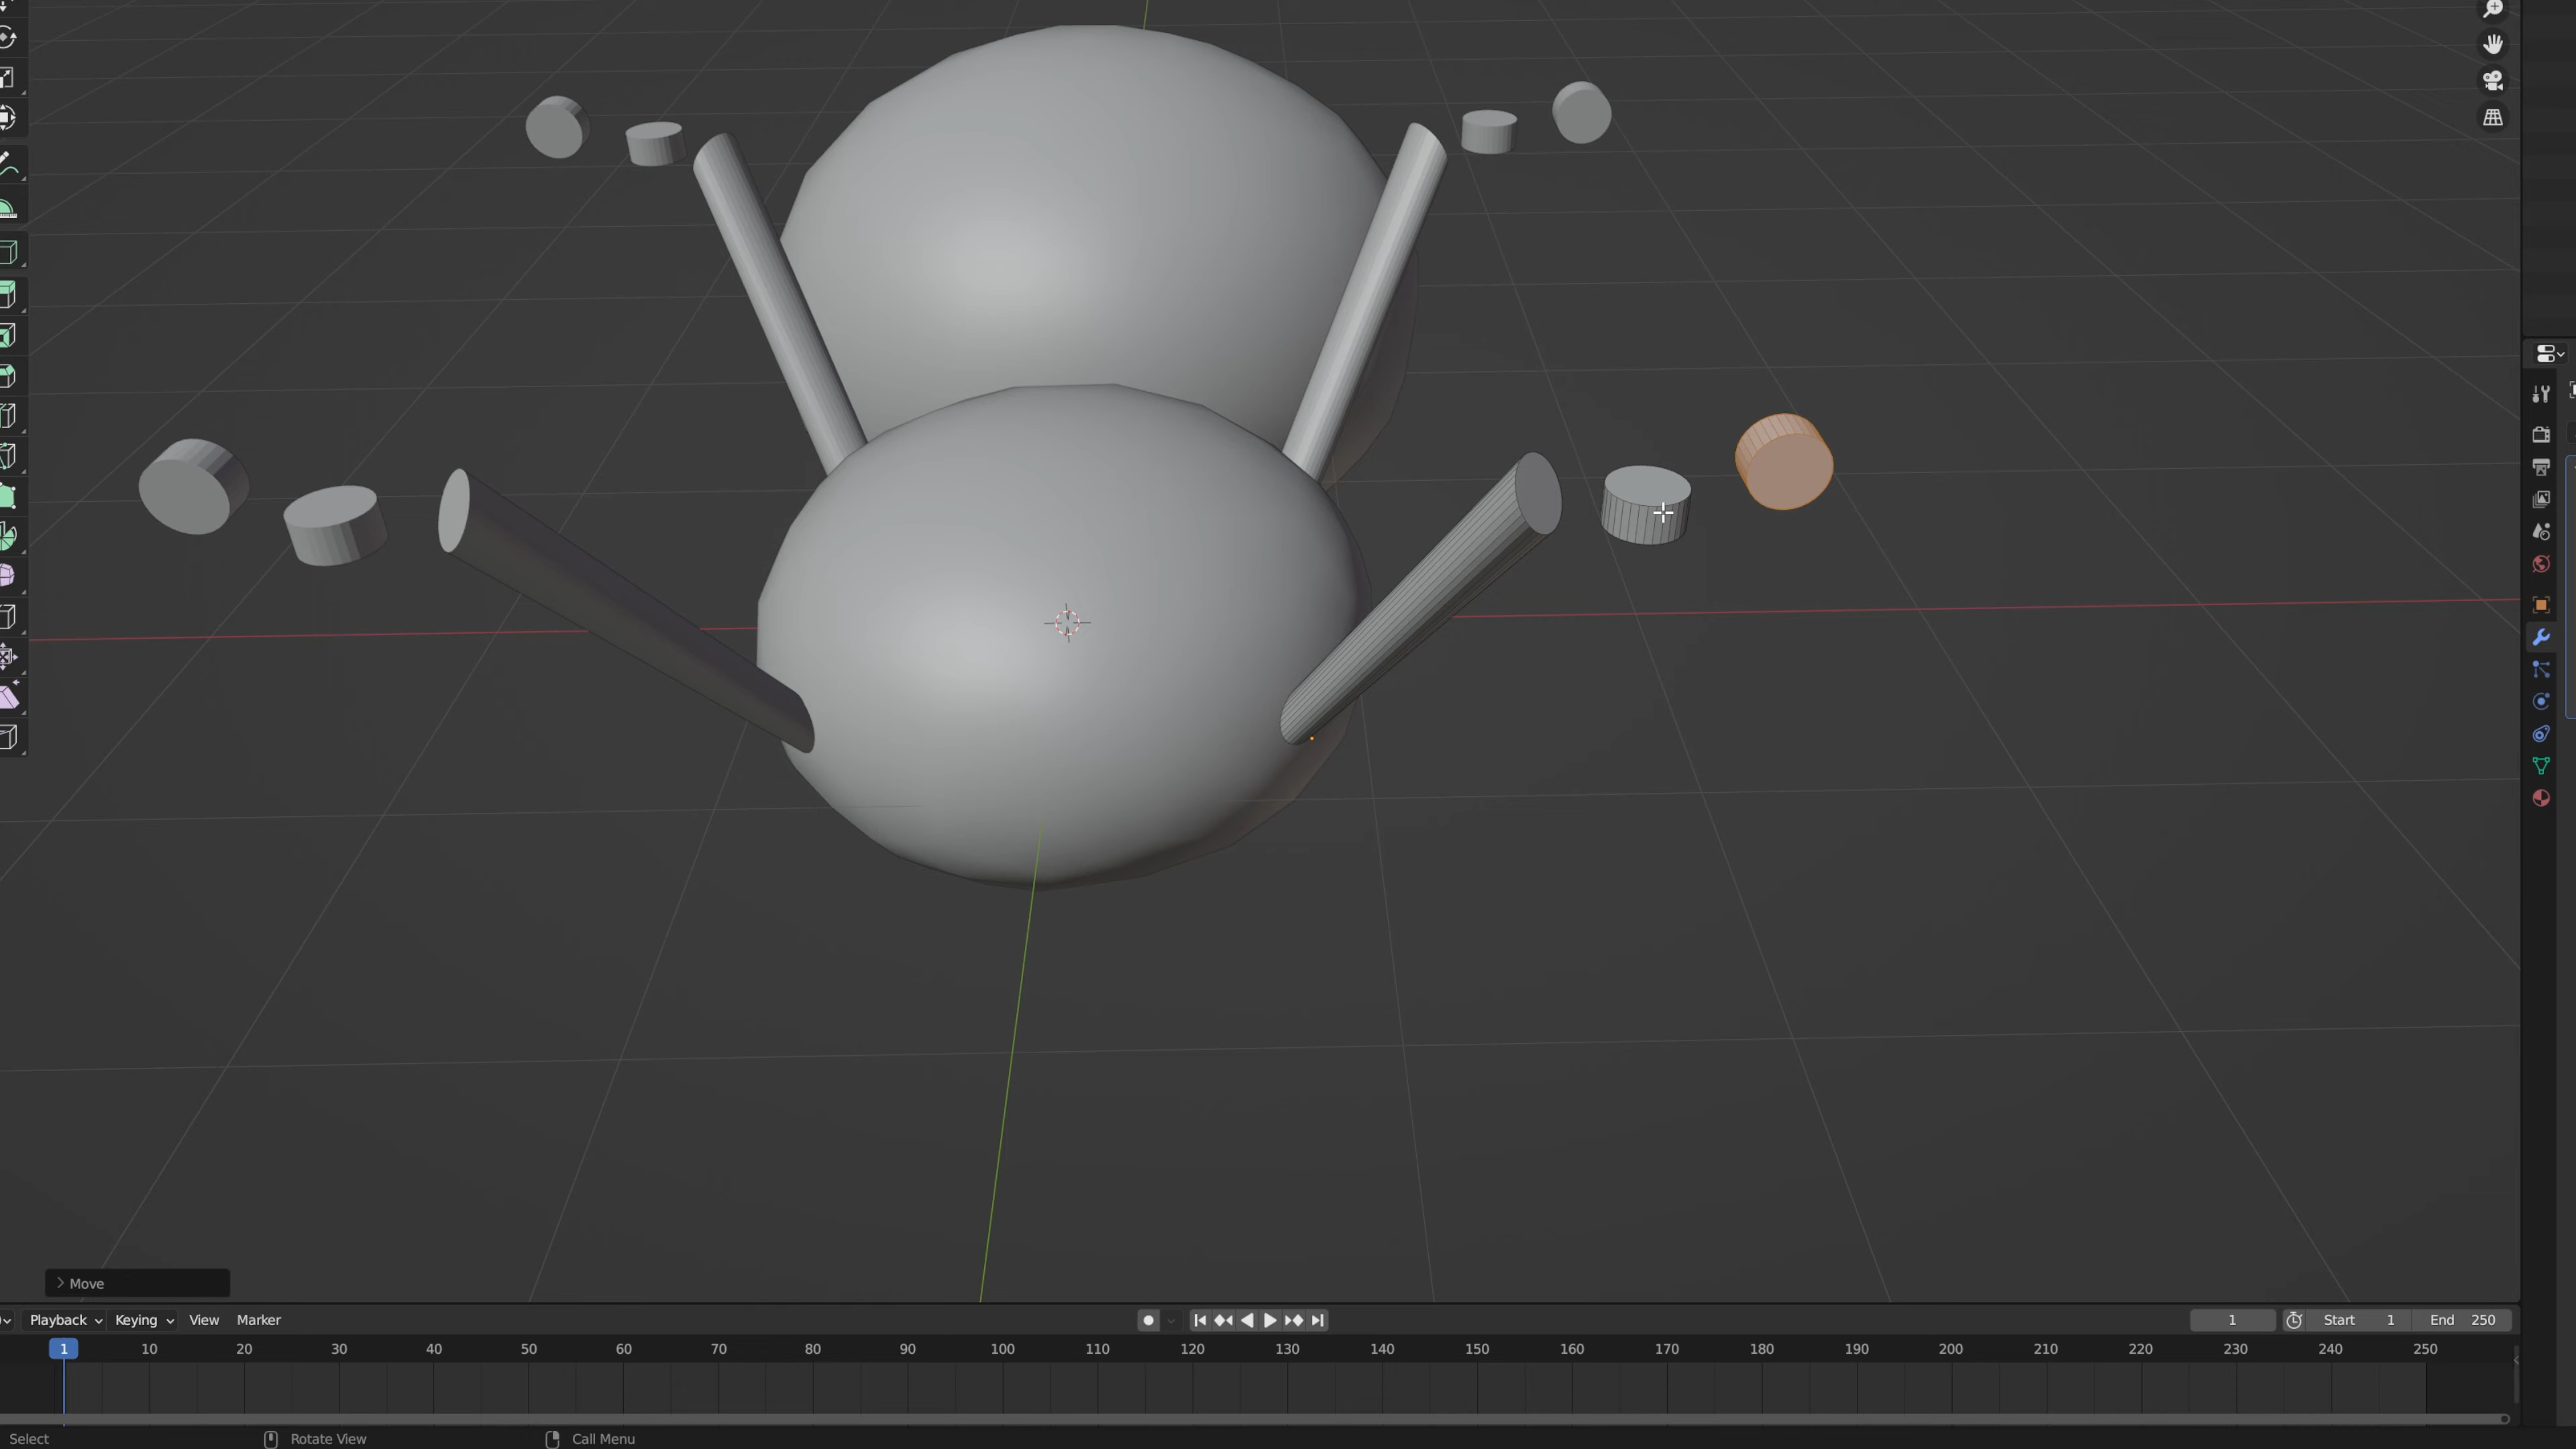 Move
Playback Keying View Marker 1 Start 1 End 250
1 10 20 30 40 50 60 70 80 90 100 110 120 130 140 150 160 170 180 190 200 210 220 230 240 250
Select Rotate View Call Menu